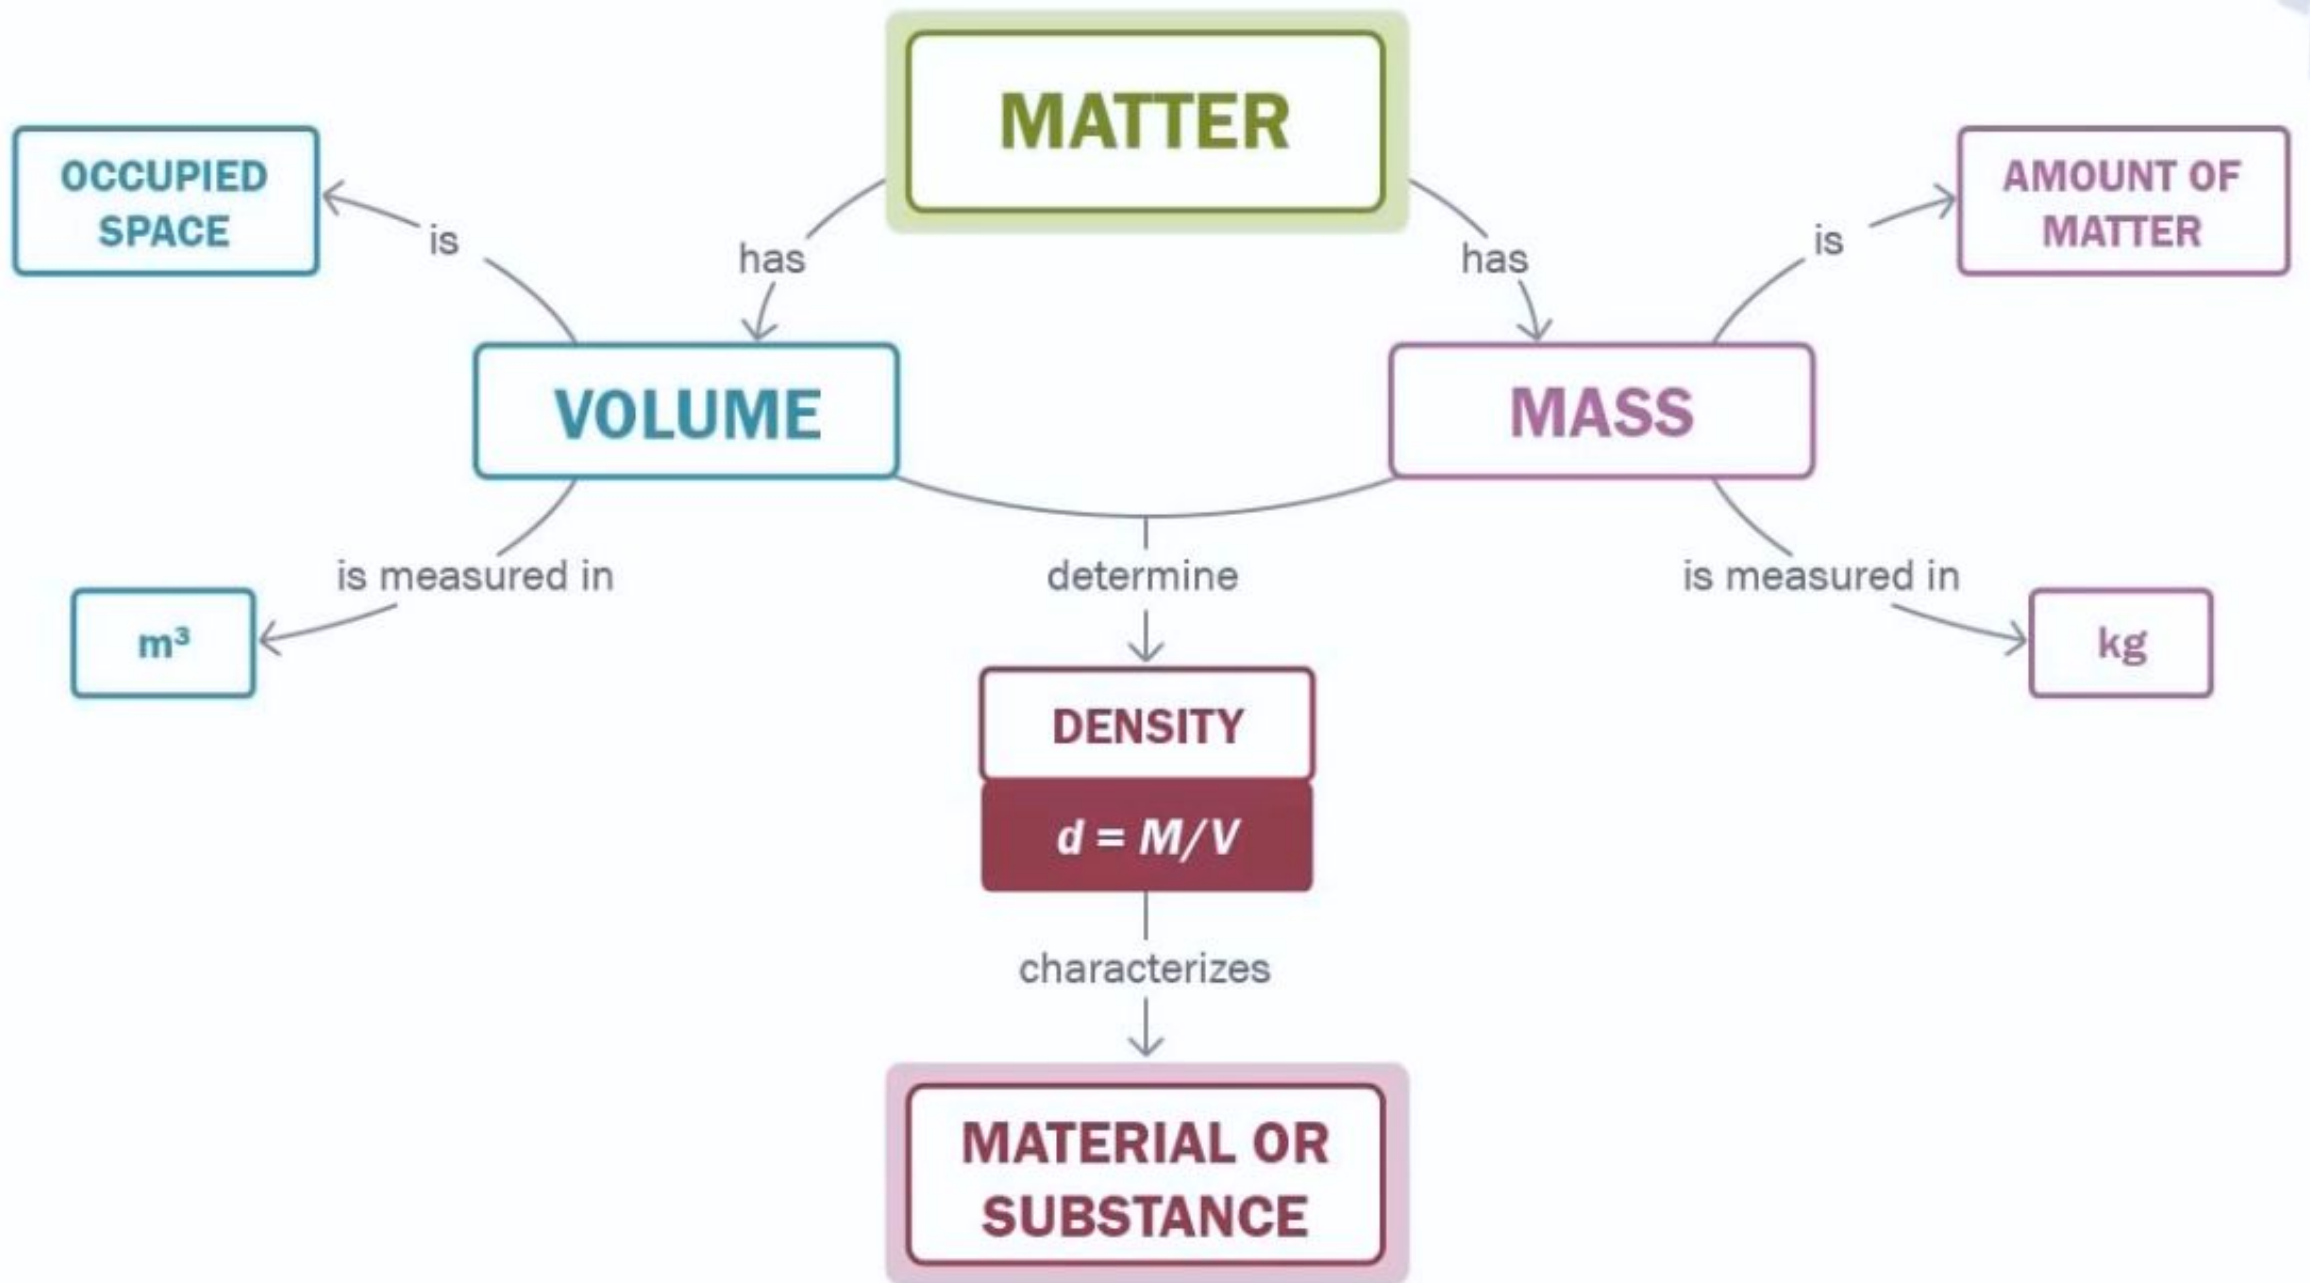 MATTER
OCCUPIED
SPACE
is
has
has
is
AMOUNT OF
MATTER
VOLUME
MASS
is measured in
determine
is measured in
m³
kg
DENSITY
d = M/V
characterizes
MATERIAL OR
SUBSTANCE